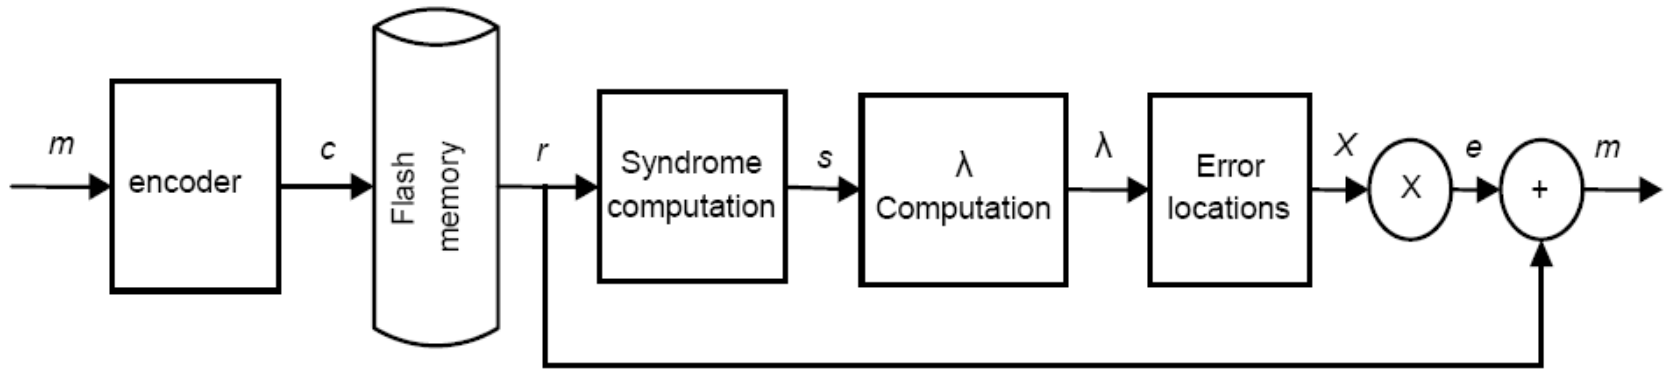 m
encoder
c
Flash
memory
r
Syndrome
computation
s
λ
Computation
λ
Error
locations
X
X
e
+
m